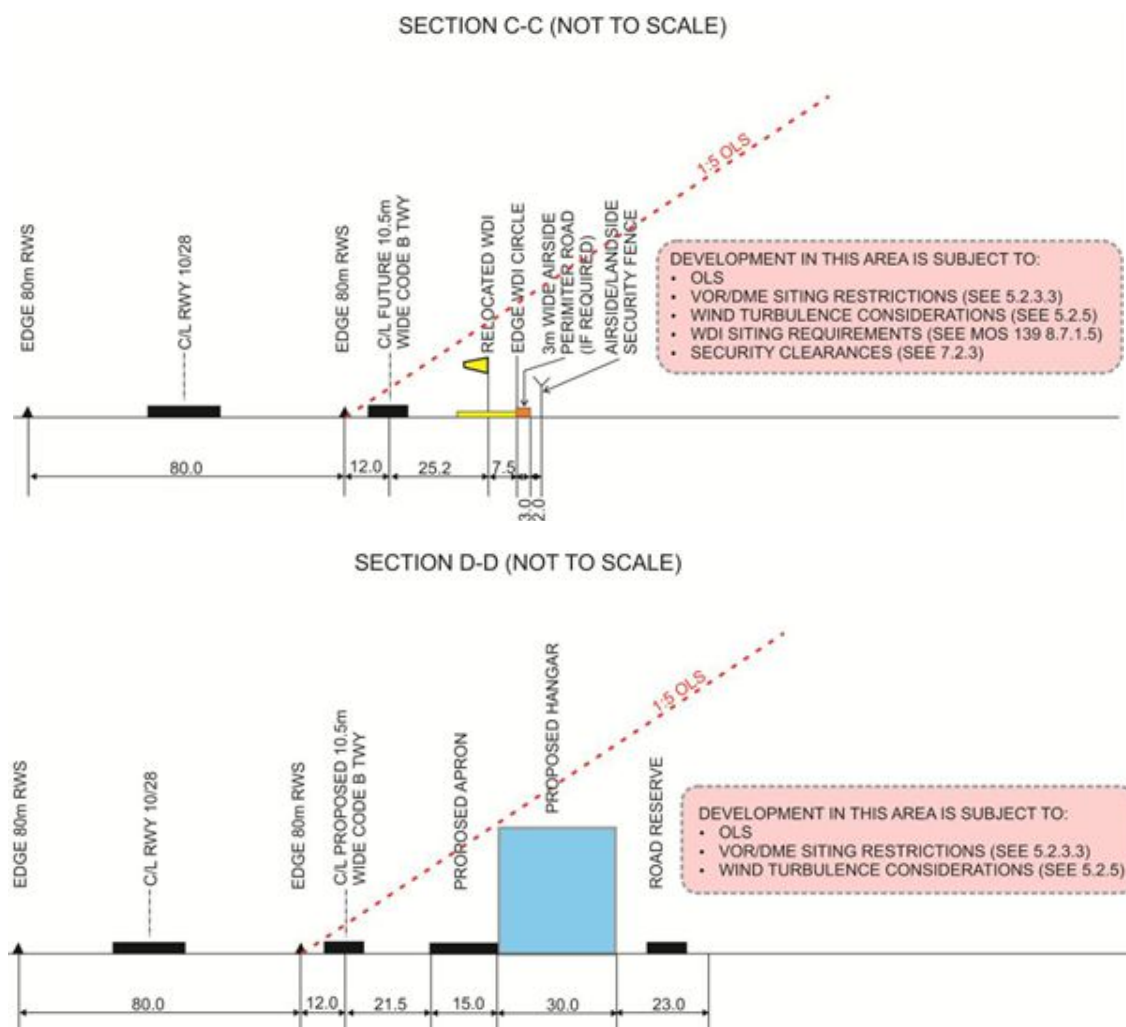 SECTION C-C (NOT TO SCALE)
1:5 OLS
EDGE 80m RWS
C/L RWY 10/28
EDGE 80m RWS
C/L FUTURE 10.5m
WIDE CODE B TWY
RELOCATED WDI
EDGE WDI CIRCLE
3m WIDE AIRSIDE
PERIMITER ROAD
(IF REQUIRED)
AIRSIDE/LANDSIDE
SECURITY FENCE
DEVELOPMENT IN THIS AREA IS SUBJECT TO:
• OLS
• VOR/DME SITING RESTRICTIONS (SEE 5.2.3.3)
• WIND TURBULENCE CONSIDERATIONS (SEE 5.2.5)
• WDI SITING REQUIREMENTS (SEE MOS 139 8.7.1.5)
• SECURITY CLEARANCES (SEE 7.2.3)
80.0
12.0
25.2
7.5
3.0
2.0
SECTION D-D (NOT TO SCALE)
1:5 OLS
EDGE 80m RWS
C/L RWY 10/28
EDGE 80m RWS
C/L PROPOSED 10.5m
WIDE CODE B TWY
PROROSED APRON
PROPOSED HANGAR
ROAD RESERVE
DEVELOPMENT IN THIS AREA IS SUBJECT TO:
• OLS
• VOR/DME SITING RESTRICTIONS (SEE 5.2.3.3)
• WIND TURBULENCE CONSIDERATIONS (SEE 5.2.5)
80.0
12.0
21.5
15.0
30.0
23.0